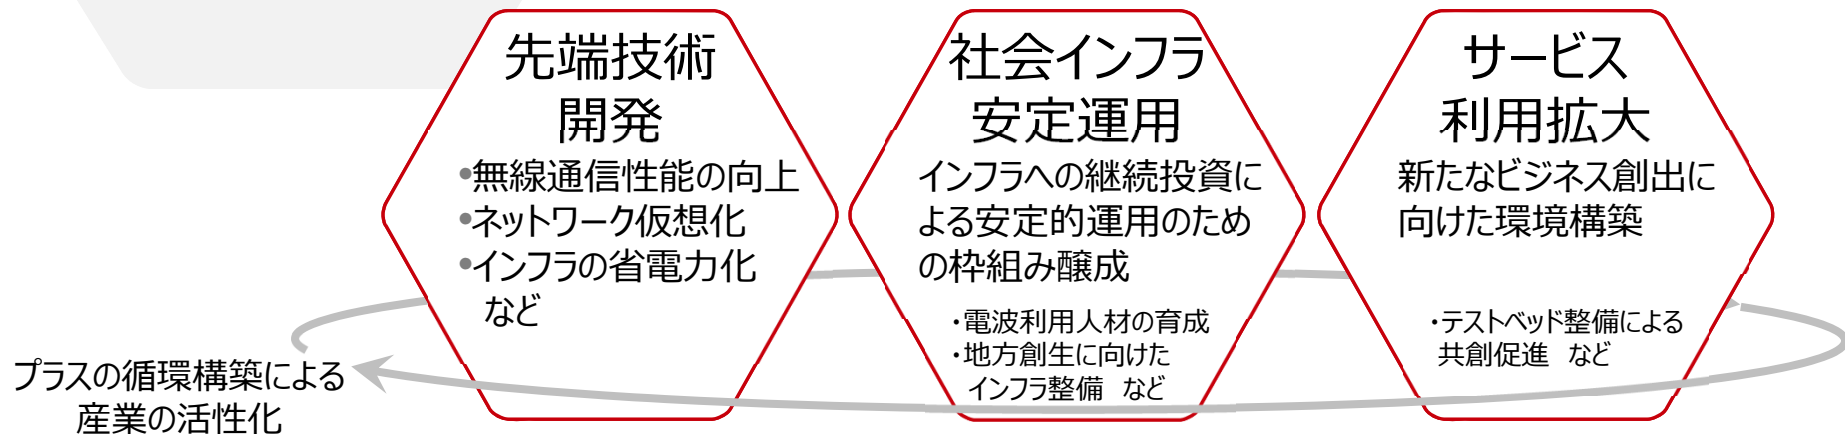 先端技術
開発
•無線通信性能の向上
•ネットワーク仮想化
•インフラの省電力化
など
社会インフラ
安定運用
インフラへの継続投資に
よる安定的運用のため
の枠組み醸成
・電波利用人材の育成
・地方創生に向けた
インフラ整備　など
サービス
利用拡大
新たなビジネス創出に
向けた環境構築
・テストベッド整備による
共創促進　など
プラスの循環構築による
産業の活性化